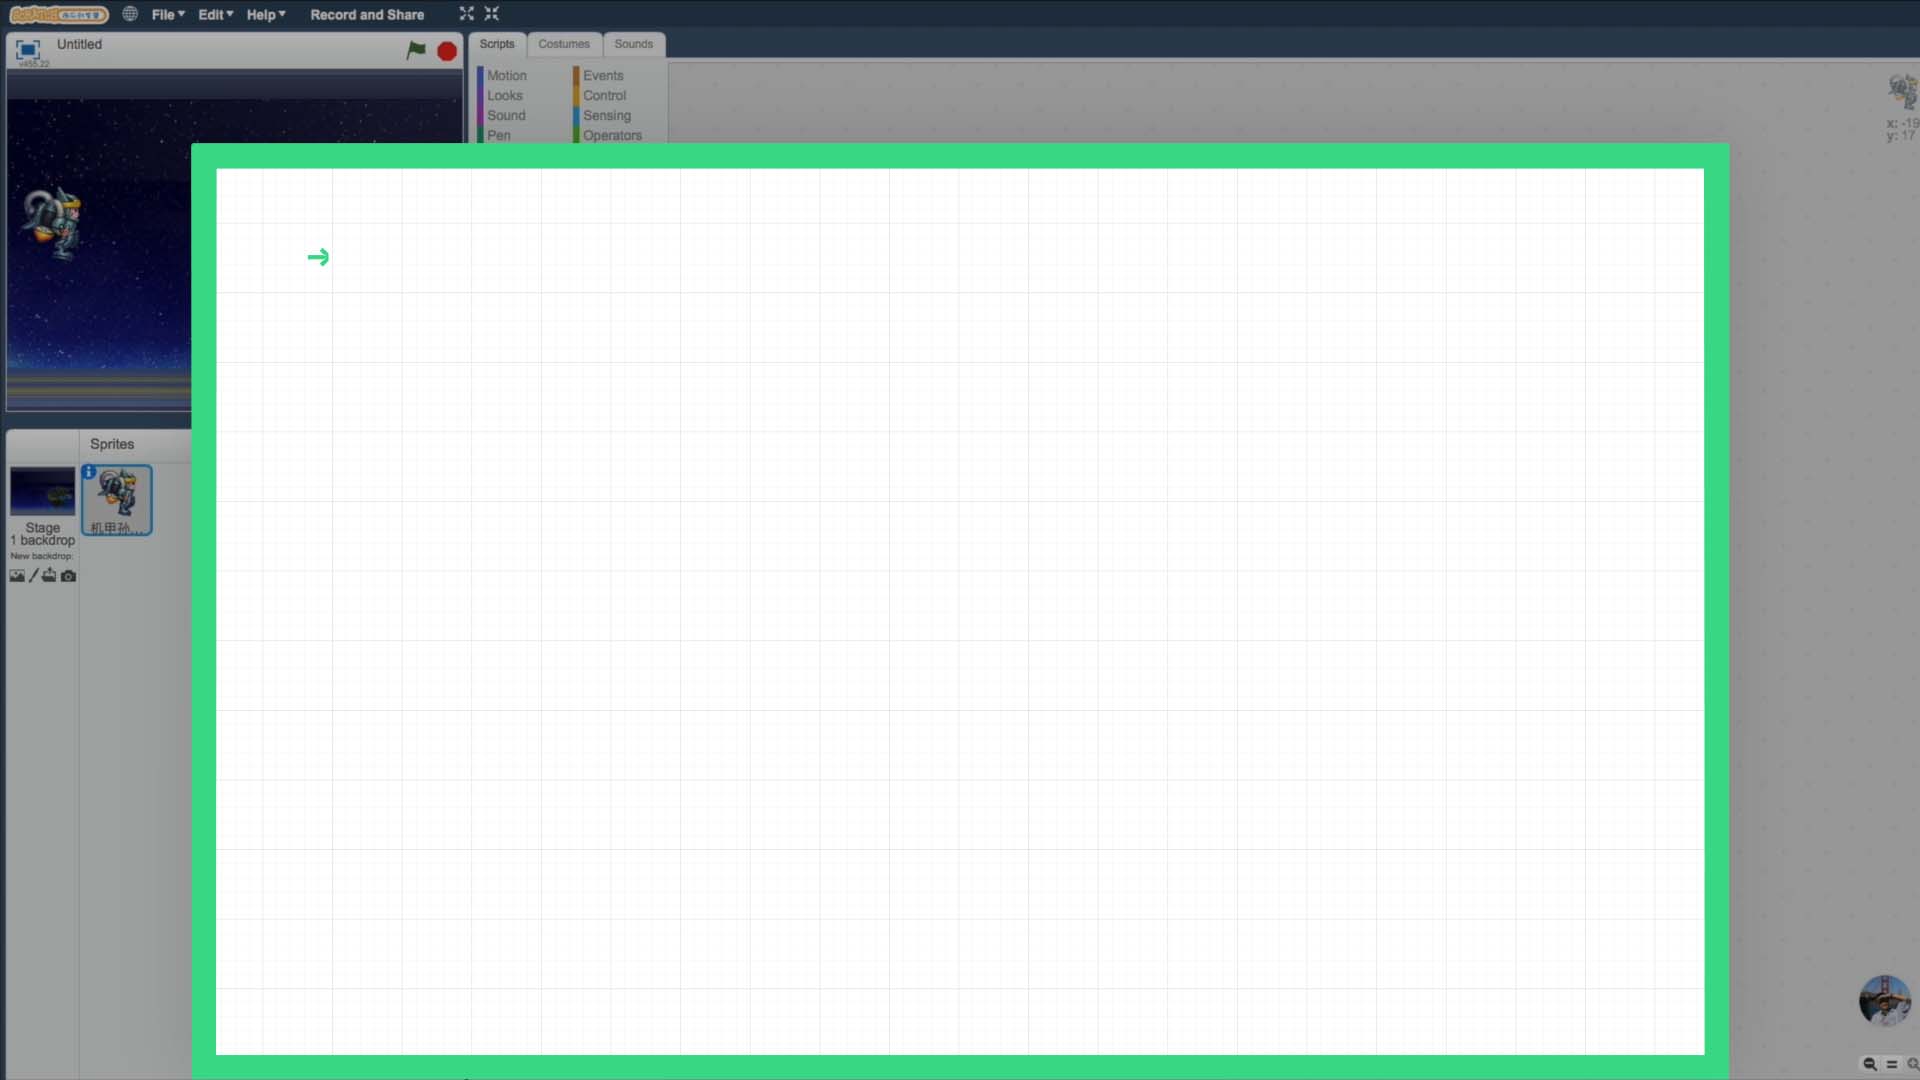 File Edit Help Record and Share
Untitled
v455.22
Scripts Costumes Sounds
Motion Events
Looks Control
Sound Sensing
Pen Operators
x: -19
y: 17
Sprites
机甲孙...
Stage
1 backdrop
New backdrop: